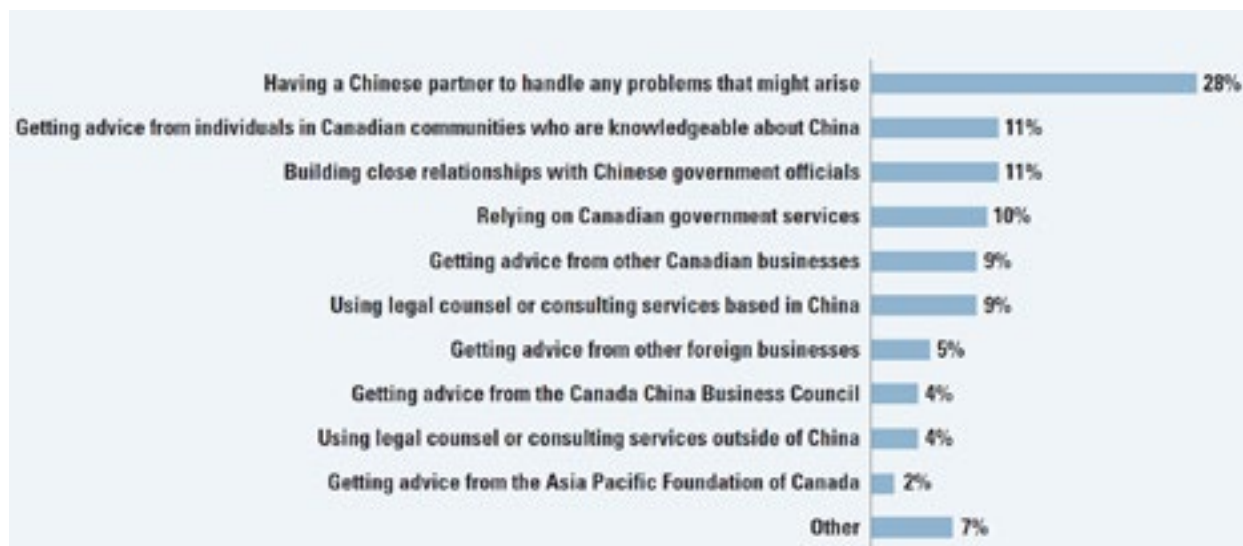 Having a Chinese partner to handle any problems that might arise 28%
Getting advice from individuals in Canadian communities who are knowledgeable about China 11%
Building close relationships with Chinese government officials 11%
Relying on Canadian government services 10%
Getting advice from other Canadian businesses 9%
Using legal counsel or consulting services based in China 9%
Getting advice from other foreign businesses 5%
Getting advice from the Canada China Business Council 4%
Using legal counsel or consulting services outside of China 4%
Getting advice from the Asia Pacific Foundation of Canada 2%
Other 7%